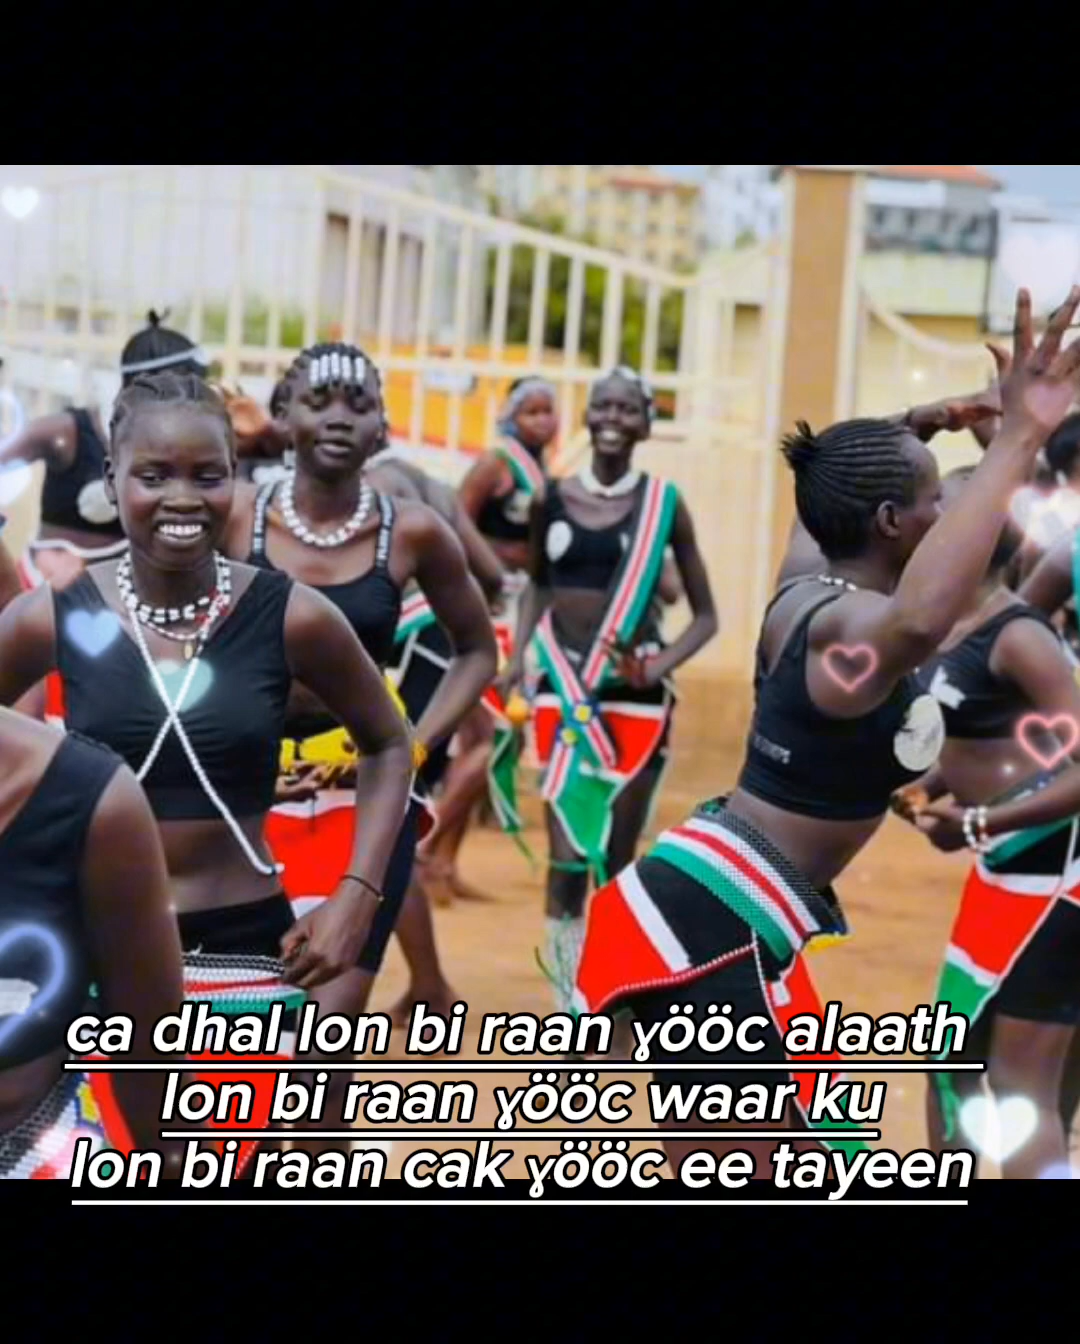 ca dhal lon bi raan ɣööc alaath
lon bi raan ɣööc waar ku
lon bi raan cak ɣööc ee tayeen